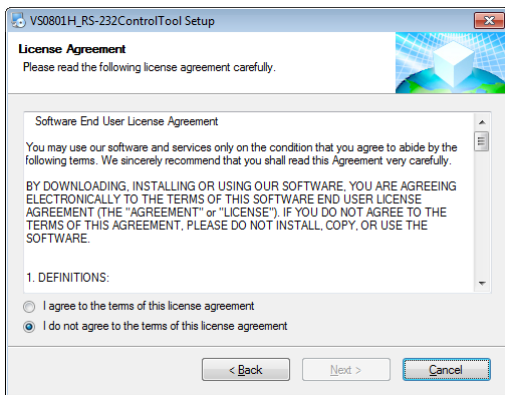 VS0801H_RS-232ControlTool Setup
License Agreement
Please read the following license agreement carefully.
Software End User License Agreement
You may use our software and services only on the condition that you agree to abide by the
following terms. We sincerely recommend that you shall read this Agreement very carefully.
BY DOWNLOADING, INSTALLING OR USING OUR SOFTWARE, YOU ARE AGREEING
ELECTRONICALLY TO THE TERMS OF THIS SOFTWARE END USER LICENSE
AGREEMENT (THE "AGREEMENT" or "LICENSE"). IF YOU DO NOT AGREE TO THE
TERMS OF THIS AGREEMENT, PLEASE DO NOT INSTALL, COPY, OR USE THE
SOFTWARE.
1. DEFINITIONS:
I agree to the terms of this license agreement
I do not agree to the terms of this license agreement
< Back Next > Cancel